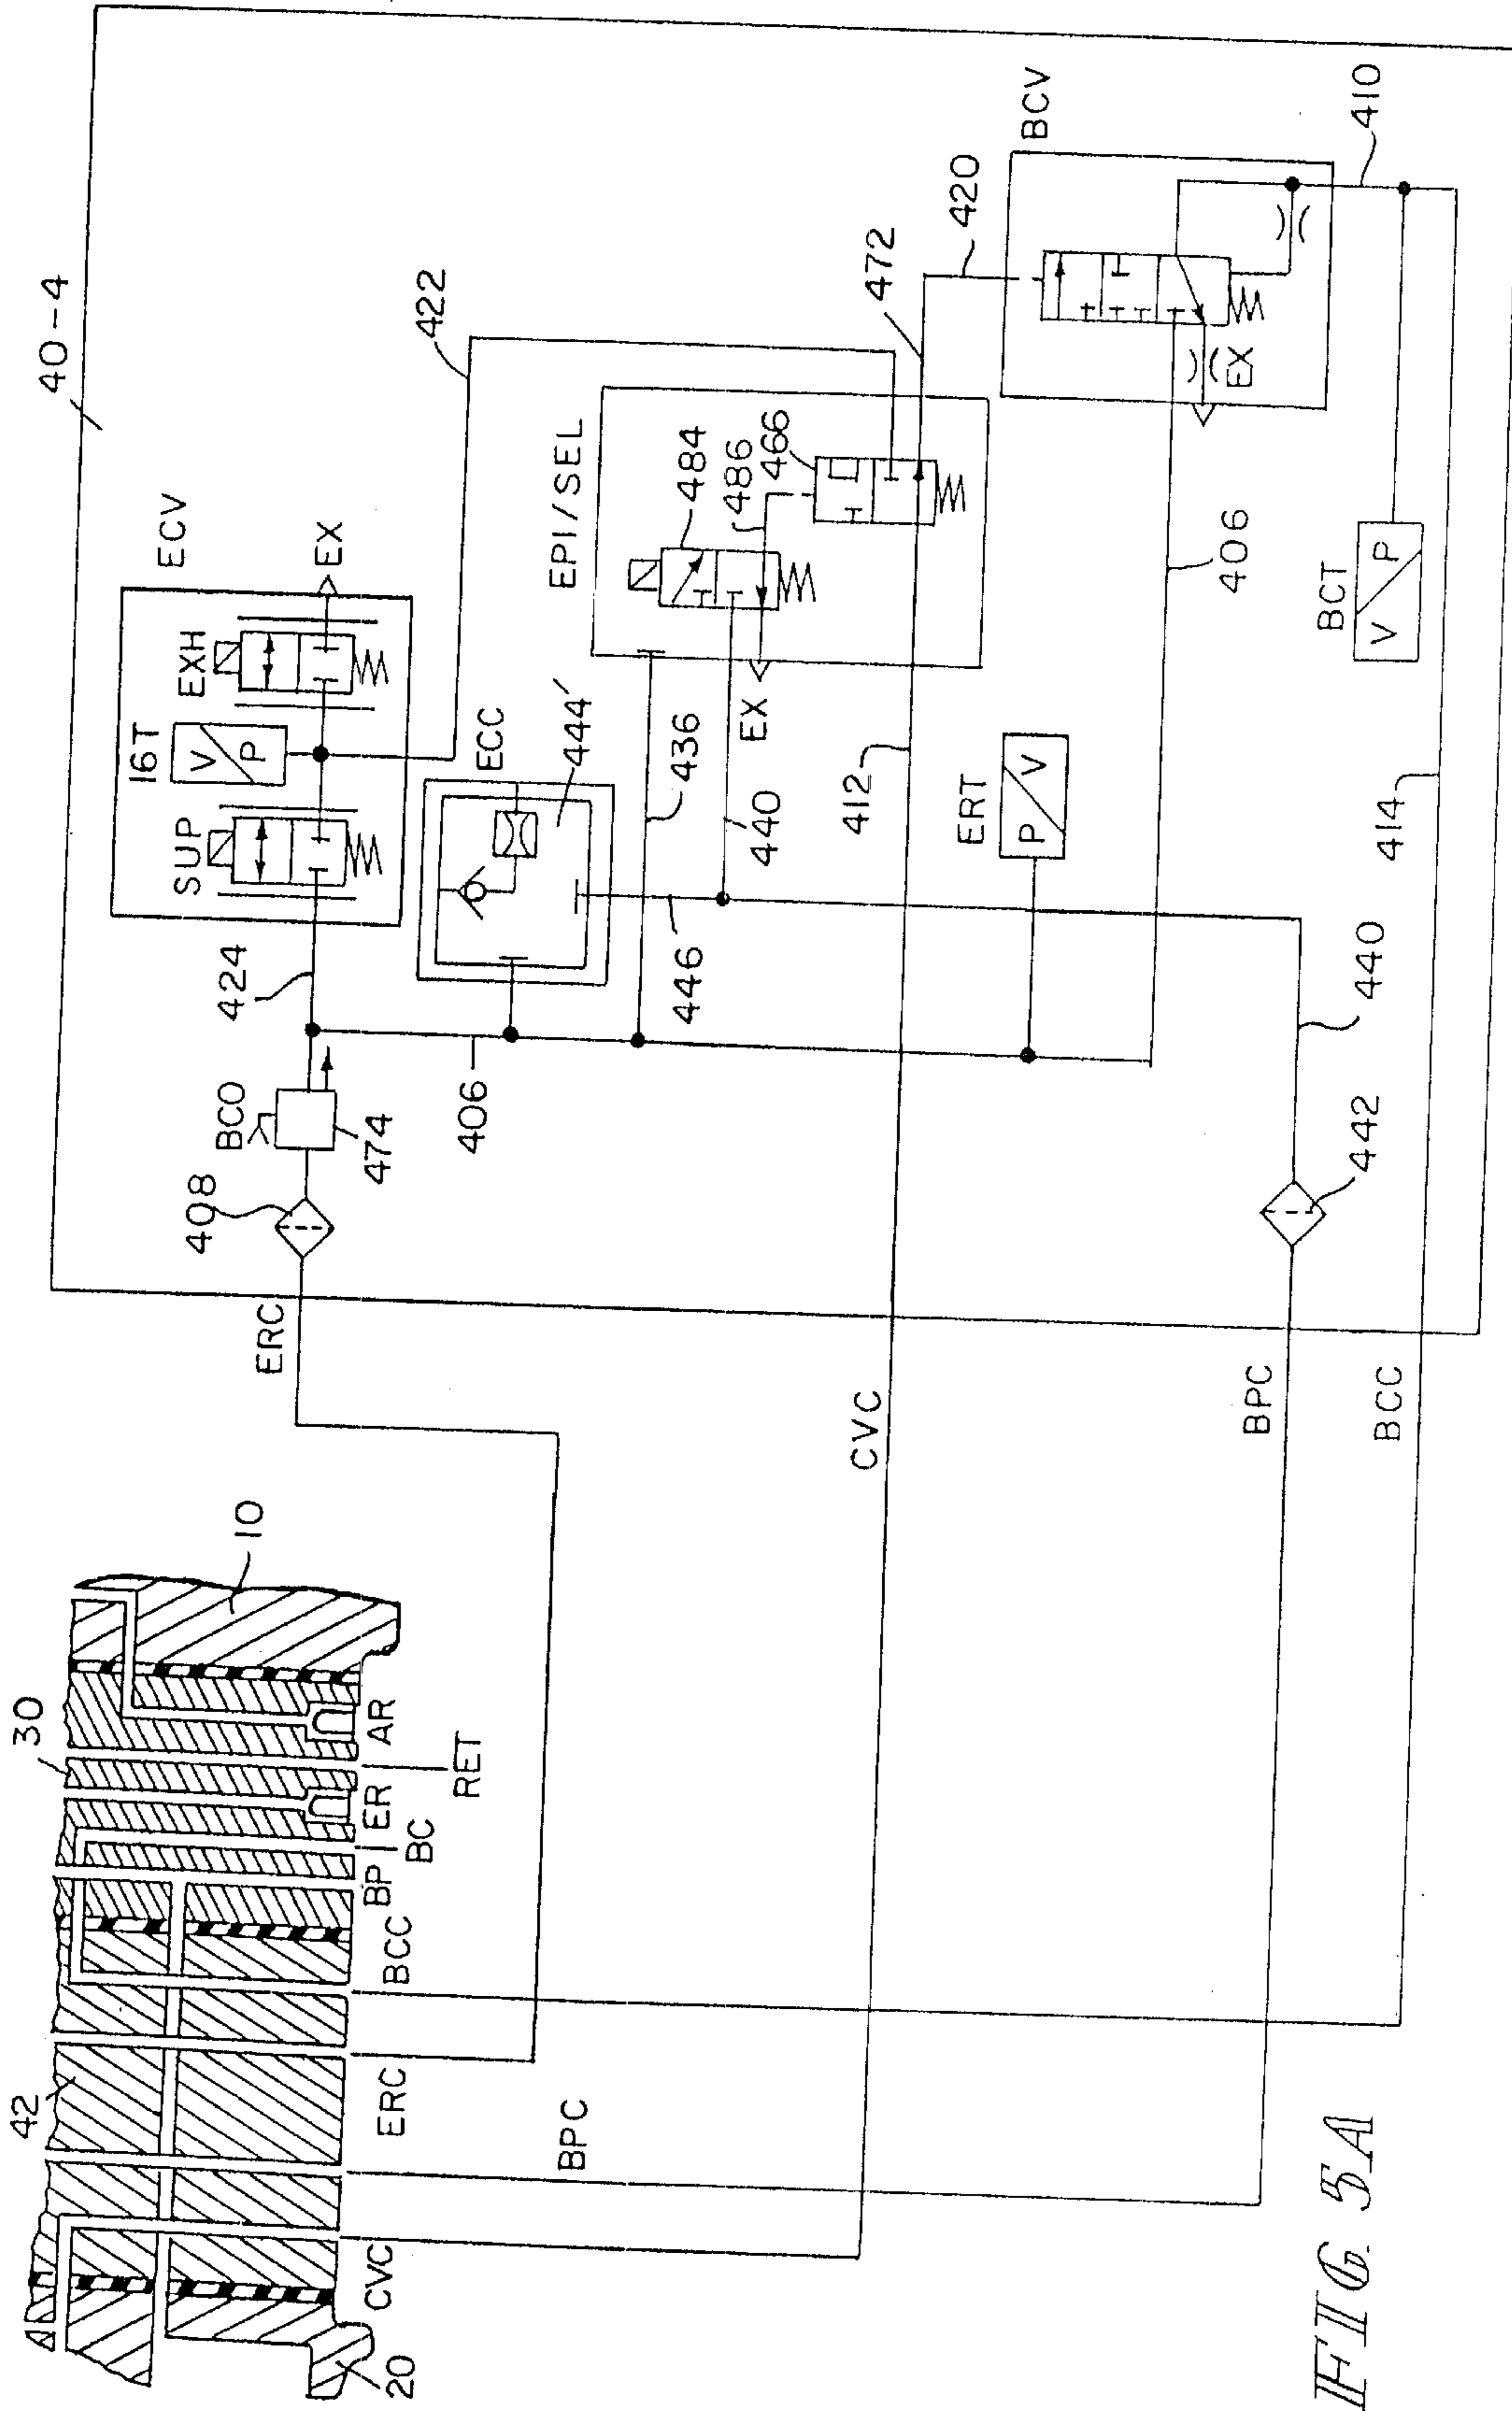 40-4
ECV
EX
EXH
16T
V
P
SUP
424
422
ECC
444'
EPI/SEL
484
486
466
EX
436
440
446
BCO
474
408
406
ERC
472
420
BCV
EX
410
412
ERT
P
V
406
BCT
V
P
414
440
442
CVC
BPC
BCC
10
30
AR
RET
ER
BC
BP
BCC
42
ERC
BPC
CVC
20
FIG. 5A